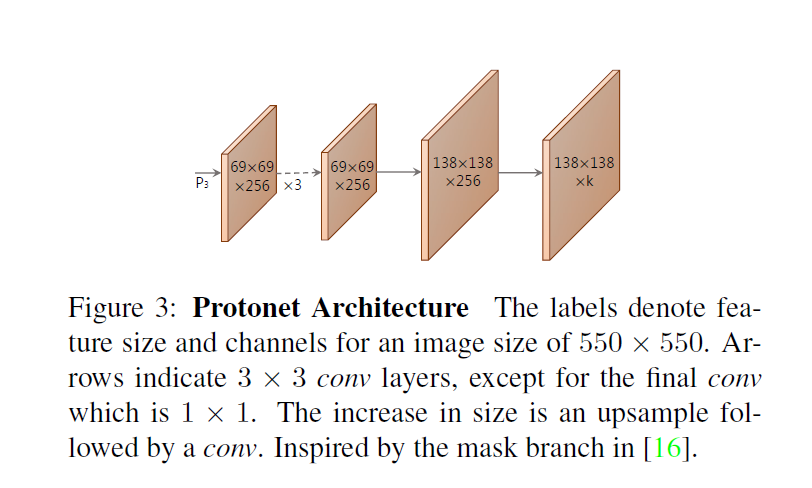 P3
69×69
×256
×3
69×69
×256
138×138
×256
138×138
×k
Figure 3: Protonet Architecture The labels denote fea-
ture size and channels for an image size of 550 × 550. Ar-
rows indicate 3 × 3 conv layers, except for the final conv
which is 1 × 1. The increase in size is an upsample fol-
lowed by a conv. Inspired by the mask branch in [16].